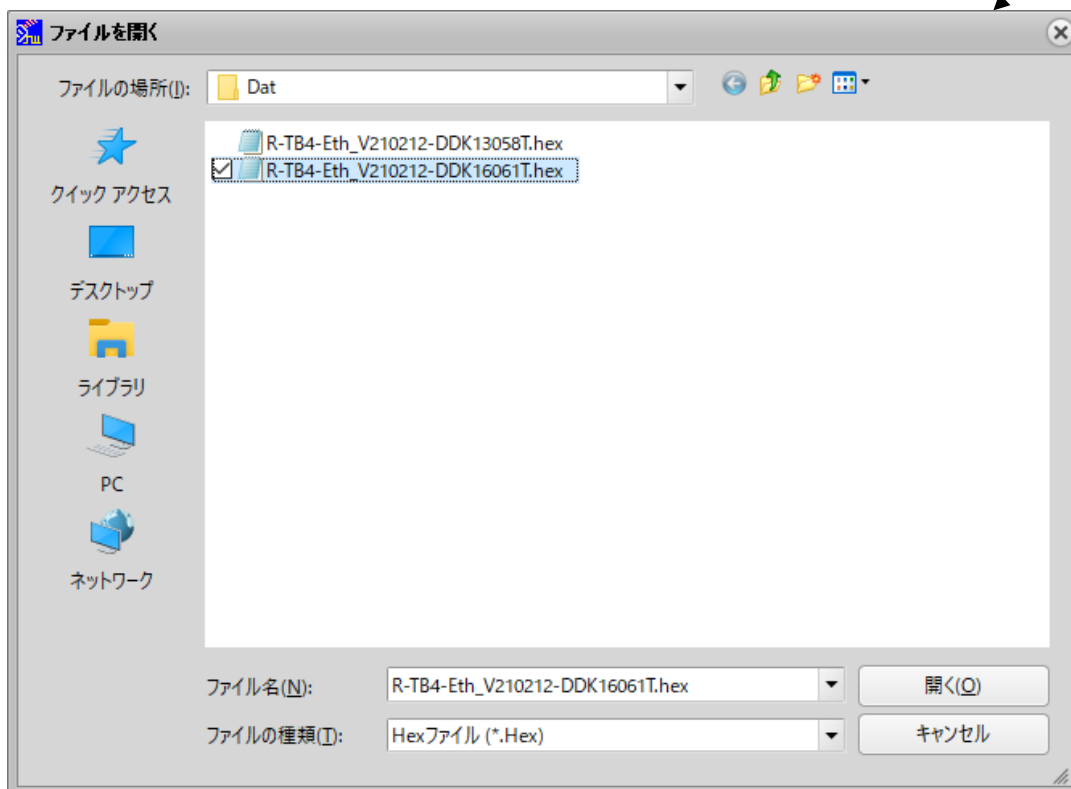 ファイルを開く
ファイルの場所(I): Dat
クイック アクセス
デスクトップ
ライブラリ
PC
ネットワーク
R-TB4-Eth_V210212-DDK13058T.hex
R-TB4-Eth_V210212-DDK16061T.hex
ファイル名(N): R-TB4-Eth_V210212-DDK16061T.hex 開く(O)
ファイルの種類(T): Hexファイル (*.Hex) キャンセル